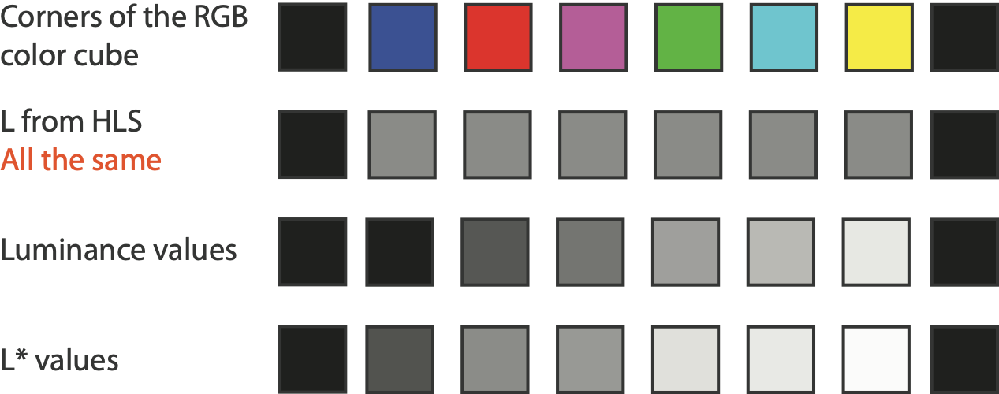 Corners of the RGB
color cube
L from HLS
All the same
Luminance values
L* values